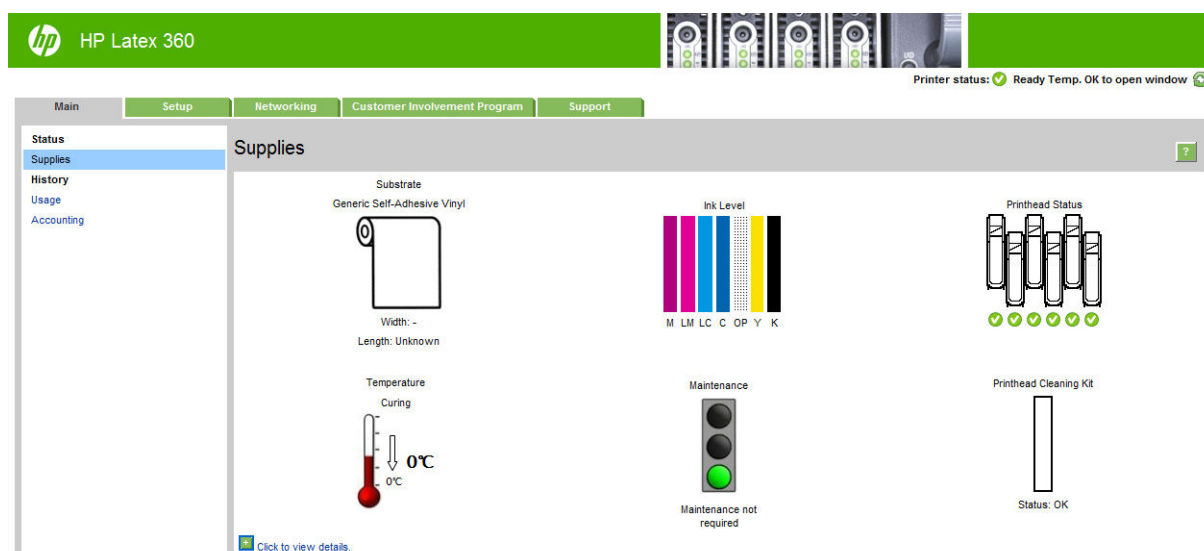 hp HP Latex 360
Printer status: Ready Temp. OK to open window
Main Setup Networking Customer Involvement Program Support
Status
Supplies
History
Usage
Accounting
Supplies
?
Substrate
Generic Self-Adhesive Vinyl
Width: -
Length: Unknown
Ink Level
M LM LC C OP Y K
Printhead Status
Temperature
Curing
0℃
0℃
Maintenance
Maintenance not
required
Printhead Cleaning Kit
Status: OK
+ Click to view details.